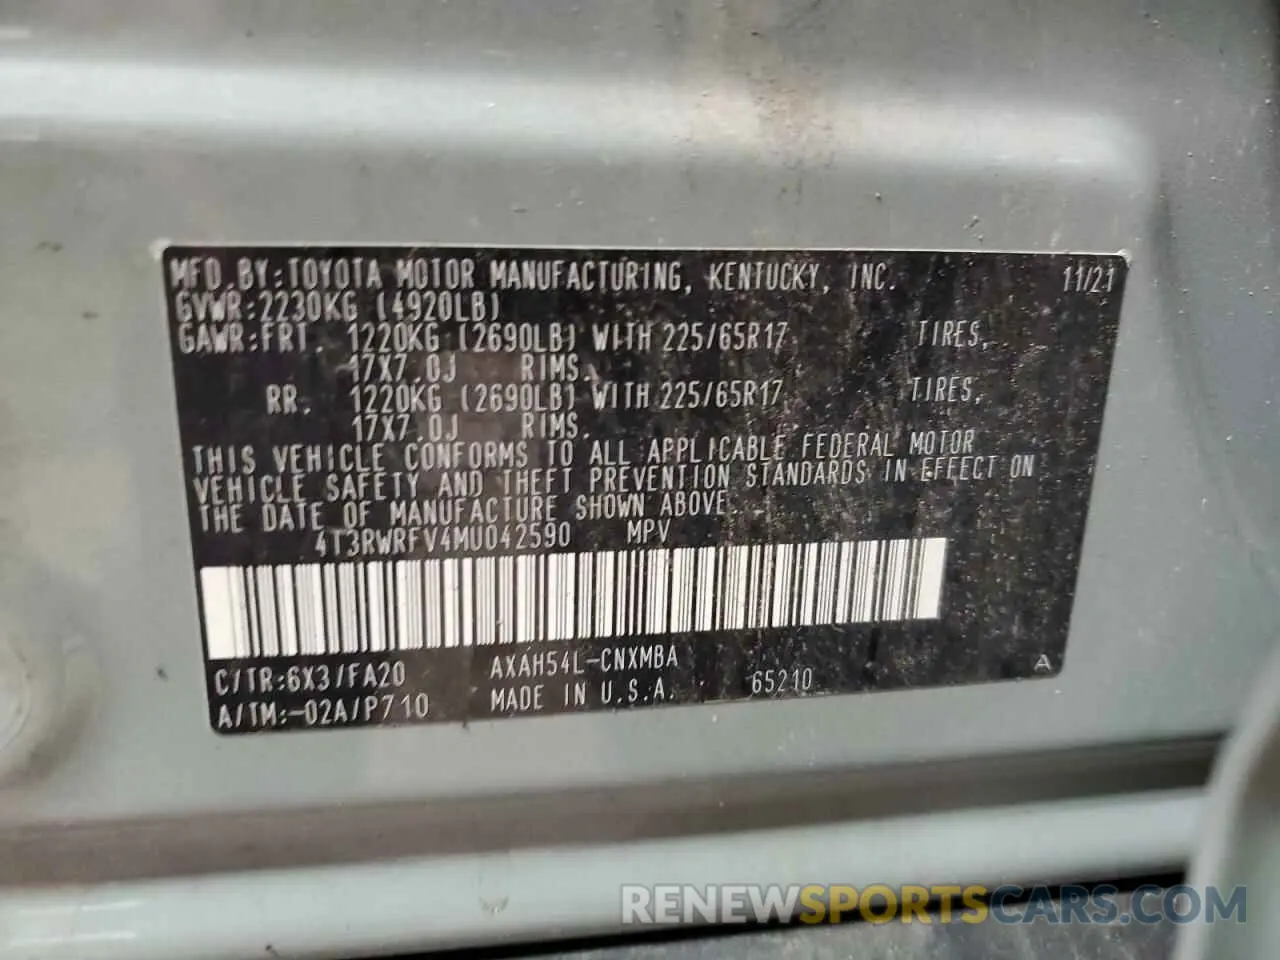 MFD.BY:TOYOTA MOTOR MANUFACTURING, KENTUCKY, INC. 11/21
GVWR:2230KG (4920LB)
GAWR:FRT. 1220KG (2690LB) WITH 225/65R17 TIRES,
17X7.0J RIMS.
RR. 1220KG (2690LB) WITH 225/65R17 TIRES,
17X7.0J RIMS.
THIS VEHICLE CONFORMS TO ALL APPLICABLE FEDERAL MOTOR
VEHICLE SAFETY AND THEFT PREVENTION STANDARDS IN EFFECT ON
THE DATE OF MANUFACTURE SHOWN ABOVE.
4T3RWRFV4MU042590 MPV
C/TR:6X3/FA20 AXAH54L-CNXMBA A
A/TM:-02A/P710 MADE IN U.S.A. 65210
RENEWSPORTSCARS.COM